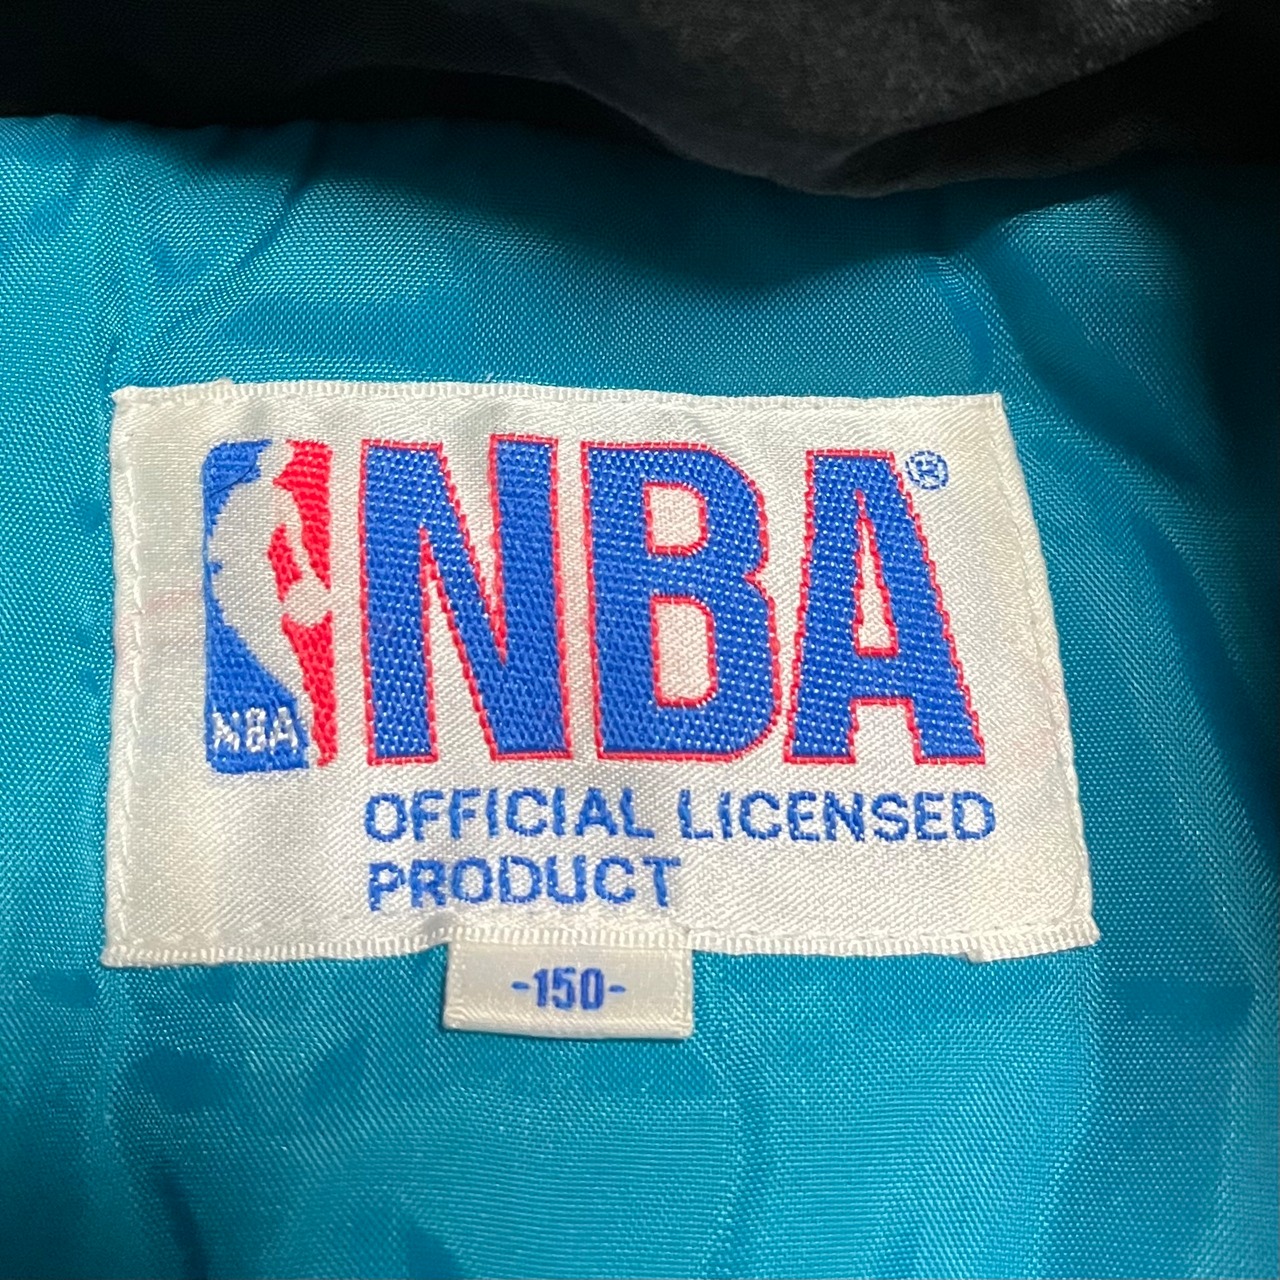 NBA®
NBA
OFFICIAL LICENSED
PRODUCT
-150-